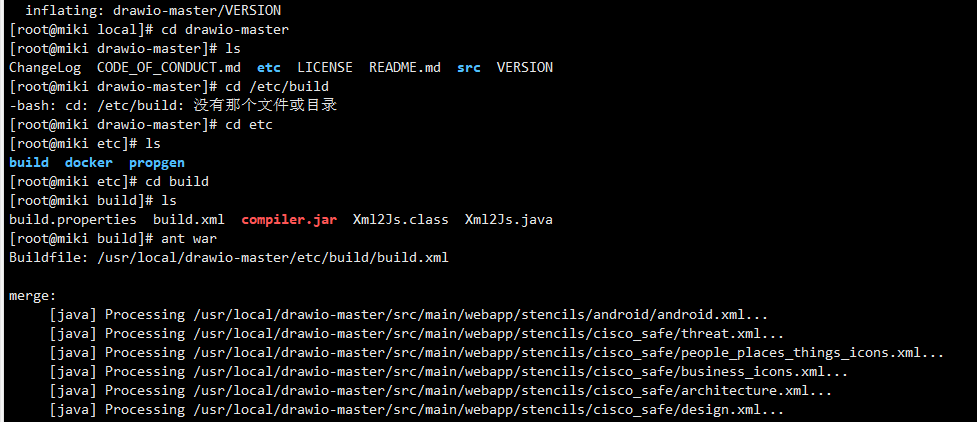 inflating: drawio-master/VERSION
[root@miki local]# cd drawio-master
[root@miki drawio-master]# ls
ChangeLog  CODE_OF_CONDUCT.md  etc  LICENSE  README.md  src  VERSION
[root@miki drawio-master]# cd /etc/build
-bash: cd: /etc/build: 没有那个文件或目录
[root@miki drawio-master]# cd etc
[root@miki etc]# ls
build  docker  propgen
[root@miki etc]# cd build
[root@miki build]# ls
build.properties  build.xml  compiler.jar  Xml2Js.class  Xml2Js.java
[root@miki build]# ant war
Buildfile: /usr/local/drawio-master/etc/build/build.xml
merge:
[java] Processing /usr/local/drawio-master/src/main/webapp/stencils/android/android.xml...
[java] Processing /usr/local/drawio-master/src/main/webapp/stencils/cisco_safe/threat.xml...
[java] Processing /usr/local/drawio-master/src/main/webapp/stencils/cisco_safe/people_places_things_icons.xml...
[java] Processing /usr/local/drawio-master/src/main/webapp/stencils/cisco_safe/business_icons.xml...
[java] Processing /usr/local/drawio-master/src/main/webapp/stencils/cisco_safe/architecture.xml...
[java] Processing /usr/local/drawio-master/src/main/webapp/stencils/cisco_safe/design.xml...